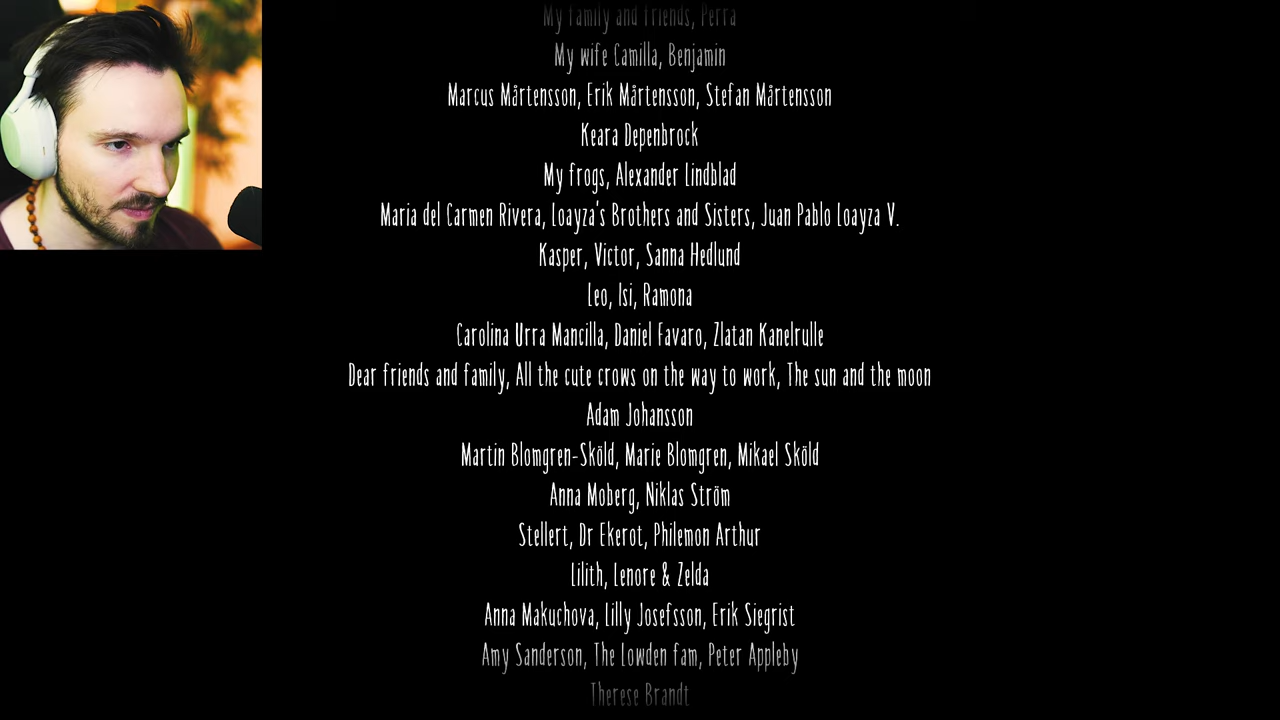 My family and friends, Perra
My wife Camilla, Benjamin
Marcus Mårtensson, Erik Mårtensson, Stefan Mårtensson
Keara Depenbrock
My frogs, Alexander Lindblad
Maria del Carmen Rivera, Loayza's Brothers and Sisters, Juan Pablo Loayza V.
Kasper, Victor, Sanna Hedlund
Leo, Isi, Ramona
Carolina Urra Mancilla, Daniel Favaro, Zlatan Kanelrulle
Dear friends and family, All the cute crows on the way to work, The sun and the moon
Adam Johansson
Martin Blomgren-Sköld, Marie Blomgren, Mikael Sköld
Anna Moberg, Niklas Ström
Stellert, Dr Ekerot, Philemon Arthur
Lilith, Lenore & Zelda
Anna Makuchova, Lilly Josefsson, Erik Siegrist
Amy Sanderson, The Lowden fam, Peter Appleby
Therese Brandt